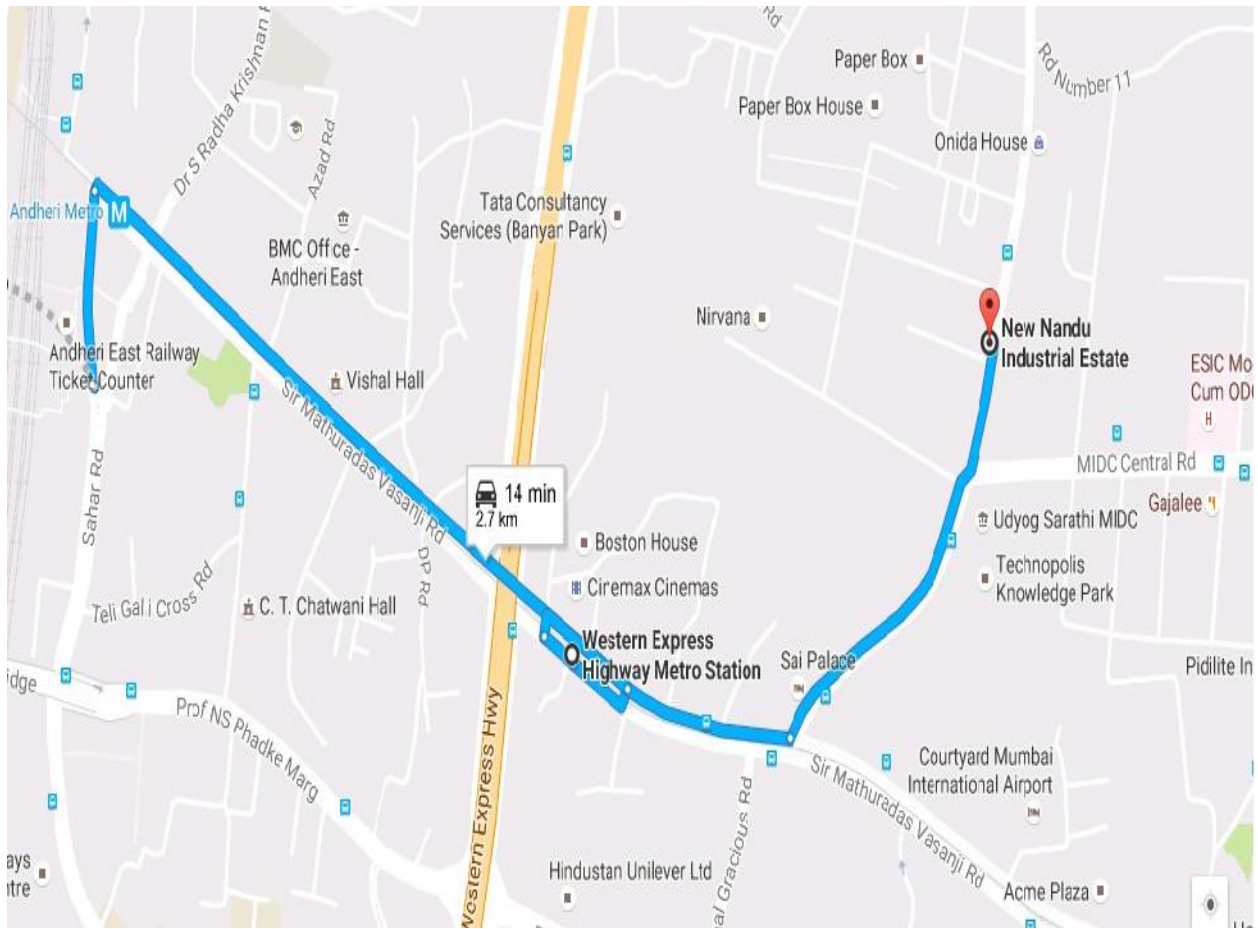 Rd
Paper Box
Rd Number 11
Paper Box House
Dr S Radha Krishnan
Azad Rd
Onida House
Andheri Metro M
Tata Consultancy
Services (Banyan Park)
BMC Office -
Andheri East
Nirvana
New Nandu
Industrial Estate
Andheri East Railway
Ticket Counter
Vishal Hall
ESIC Mo
Cum OD
H
Sir Mathuradas Vasanji Rd
MIDC Central Rd
14 min
2.7 km
Gajalee
Sahar Rd
Udyog Sarathi MIDC
Boston House
DP Rd
Technopolis
Knowledge Park
Teli Gali Cross Rd
C. T. Chatwani Hall
Cinemax Cinemas
Western Express
Highway Metro Station
Sai Palace
Pidilite In
idge
Prof NS Phadke Marg
Western Express Hwy
Courtyard Mumbai
International Airport
Sir Mathuradas Vasanji Rd
Hindustan Unilever Ltd
al Gracious Rd
ays
tre
Acme Plaza